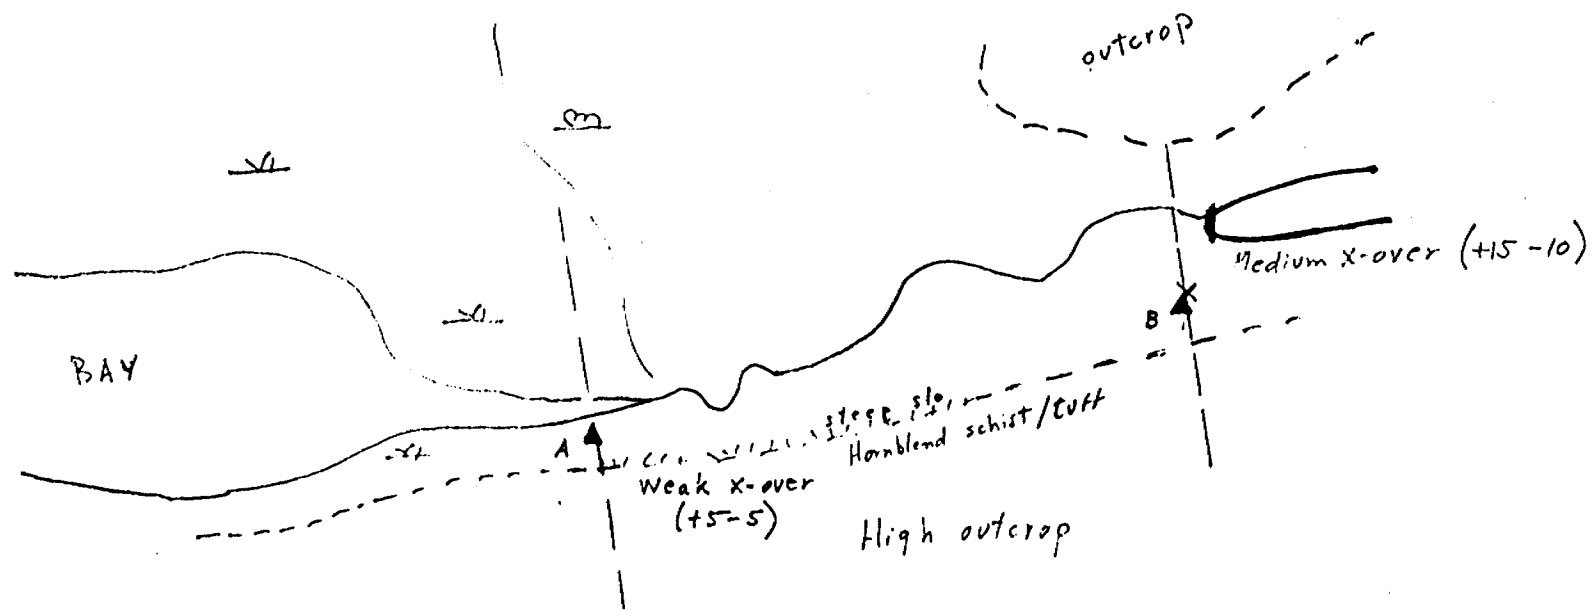 outcrop
Medium x-over (+15 -10)
BAY
B
steep slo
A
Hornblend schist/tuff
Weak x-over
(+5-5)
High outcrop